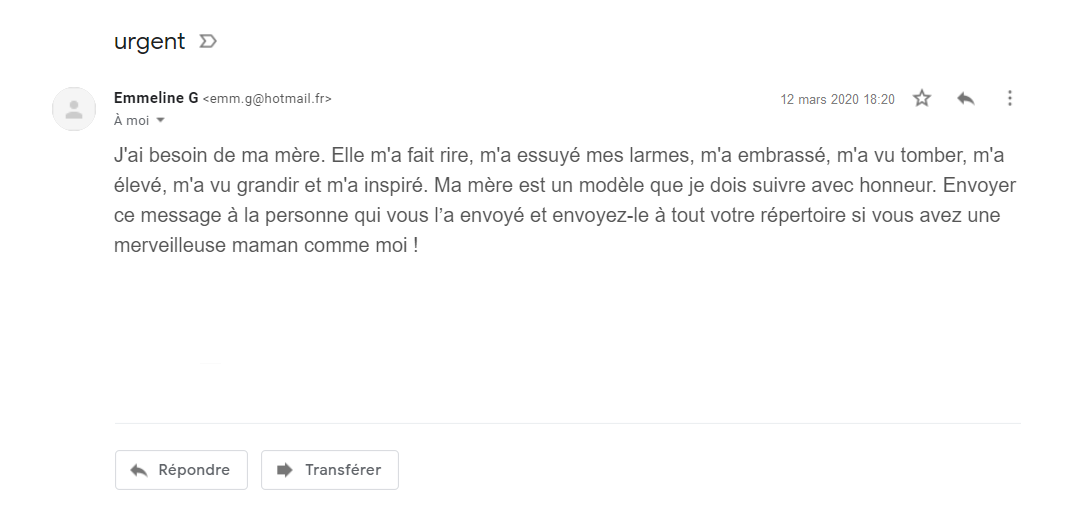 urgent
Emmeline G <emm.g@hotmail.fr>
12 mars 2020 18:20
À moi
J'ai besoin de ma mère. Elle m'a fait rire, m'a essuyé mes larmes, m'a embrassé, m'a vu tomber, m'a
élevé, m'a vu grandir et m'a inspiré. Ma mère est un modèle que je dois suivre avec honneur. Envoyer
ce message à la personne qui vous l’a envoyé et envoyez-le à tout votre répertoire si vous avez une
merveilleuse maman comme moi !
Répondre
Transférer